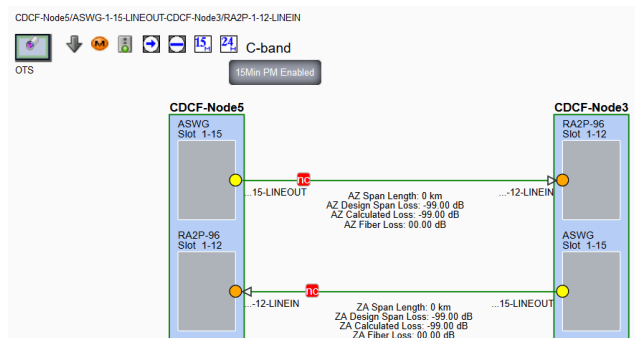 CDCF-Node5/ASWG-1-15-LINEOUT-CDCF-Node3/RA2P-1-12-LINEIN
M 15 M 24 H C-band
OTS
15Min PM Enabled
CDCF-Node5 CDCF-Node3
ASWG RA2P-96
Slot 1-15 Slot 1-12
nc
...15-LINEOUT ...-12-LINEIN
AZ Span Length: 0 km
AZ Design Span Loss: -99.00 dB
AZ Calculated Loss: -99.00 dB
AZ Fiber Loss: 00.00 dB
RA2P-96 ASWG
Slot 1-12 Slot 1-15
nc
...-12-LINEIN ...15-LINEOUT
ZA Span Length: 0 km
ZA Design Span Loss: -99.00 dB
ZA Calculated Loss: -99.00 dB
ZA Fiber Loss: 00.00 dB